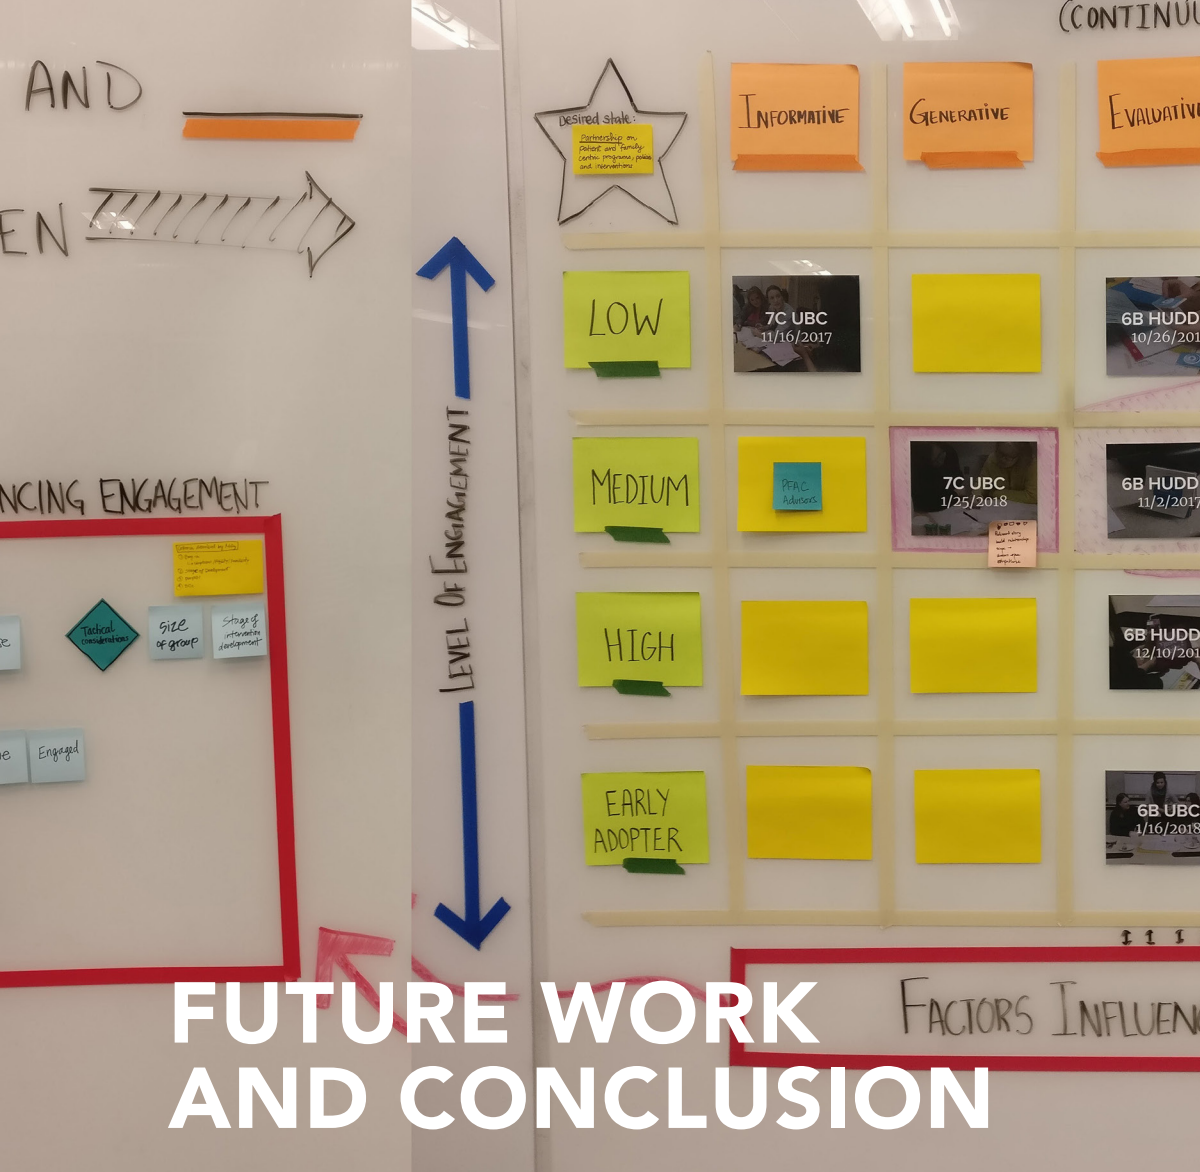 (CONTINU
AND
EN
Desired state:
Partnership on
patient and family
centric programs, policies
and interventions
INFORMATIVE
GENERATIVE
EVALUATIV
LOW
7C UBC
11/16/2017
6B HUDD
10/26/201
LEVEL OF ENGAGEMENT
MEDIUM
PFAC
Advisors
7C UBC
1/25/2018
6B HUDD
11/2/2017
NCING ENGAGEMENT
Tactical
considerations
Size
of group
Stage of
intervention
development
Engaged
HIGH
6B HUDD
12/10/201
EARLY
ADOPTER
6B UBC
1/16/2018
FACTORS INFLUENC
FUTURE WORK
AND CONCLUSION